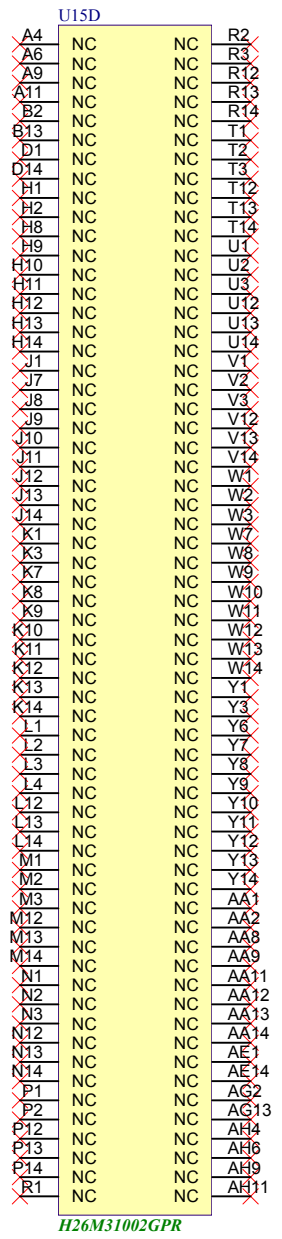 U15D
A4 NC NC R2
A6 NC NC R3
A9 NC NC R12
A11 NC NC R13
B2 NC NC R14
B13 NC NC T1
D1 NC NC T2
D14 NC NC T3
H1 NC NC T12
H2 NC NC T13
H8 NC NC T14
H9 NC NC U1
H10 NC NC U2
H11 NC NC U3
H12 NC NC U12
H13 NC NC U13
H14 NC NC U14
J1 NC NC V1
J7 NC NC V2
J8 NC NC V3
J9 NC NC V12
J10 NC NC V13
J11 NC NC V14
J12 NC NC W1
J13 NC NC W2
J14 NC NC W3
K1 NC NC W7
K3 NC NC W8
K7 NC NC W9
K8 NC NC W10
K9 NC NC W11
K10 NC NC W12
K11 NC NC W13
K12 NC NC W14
K13 NC NC Y1
K14 NC NC Y3
L1 NC NC Y6
L2 NC NC Y7
L3 NC NC Y8
L4 NC NC Y9
L12 NC NC Y10
L13 NC NC Y11
L14 NC NC Y12
M1 NC NC Y13
M2 NC NC Y14
M3 NC NC AA1
M12 NC NC AA2
M13 NC NC AA8
M14 NC NC AA9
N1 NC NC AA11
N2 NC NC AA12
N3 NC NC AA13
N12 NC NC AA14
N13 NC NC AE1
N14 NC NC AE14
P1 NC NC AG2
P2 NC NC AG13
P12 NC NC AH4
P13 NC NC AH6
P14 NC NC AH9
R1 NC NC AH11
H26M31002GPR